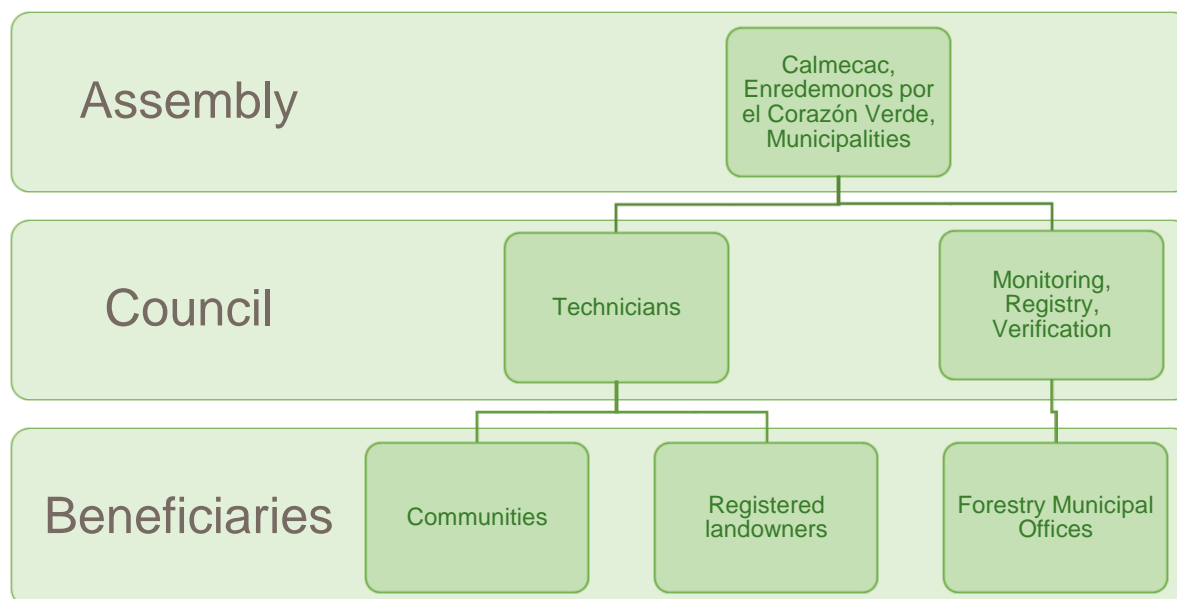 Assembly
Calmecac,
Enredemonos por
el Corazón Verde,
Municipalities
Council
Technicians
Monitoring,
Registry,
Verification
Beneficiaries
Communities
Registered
landowners
Forestry Municipal
Offices